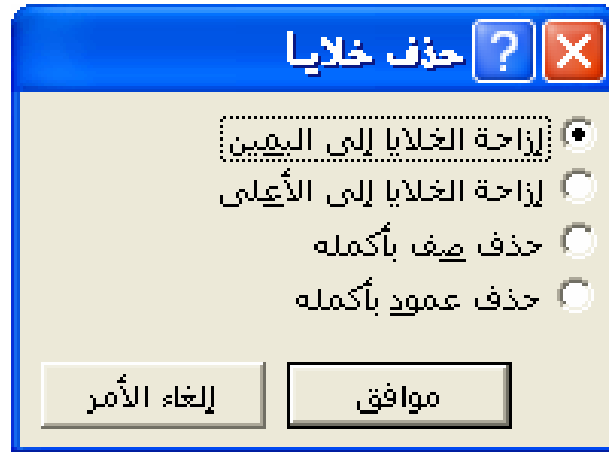 حذف خلايا
إزاحة الخلايا إلى اليمين
إزاحة الخلايا إلى الأعلى
حذف صف بأكمله
حذف عمود بأكمله
موافق
إلغاء الأمر